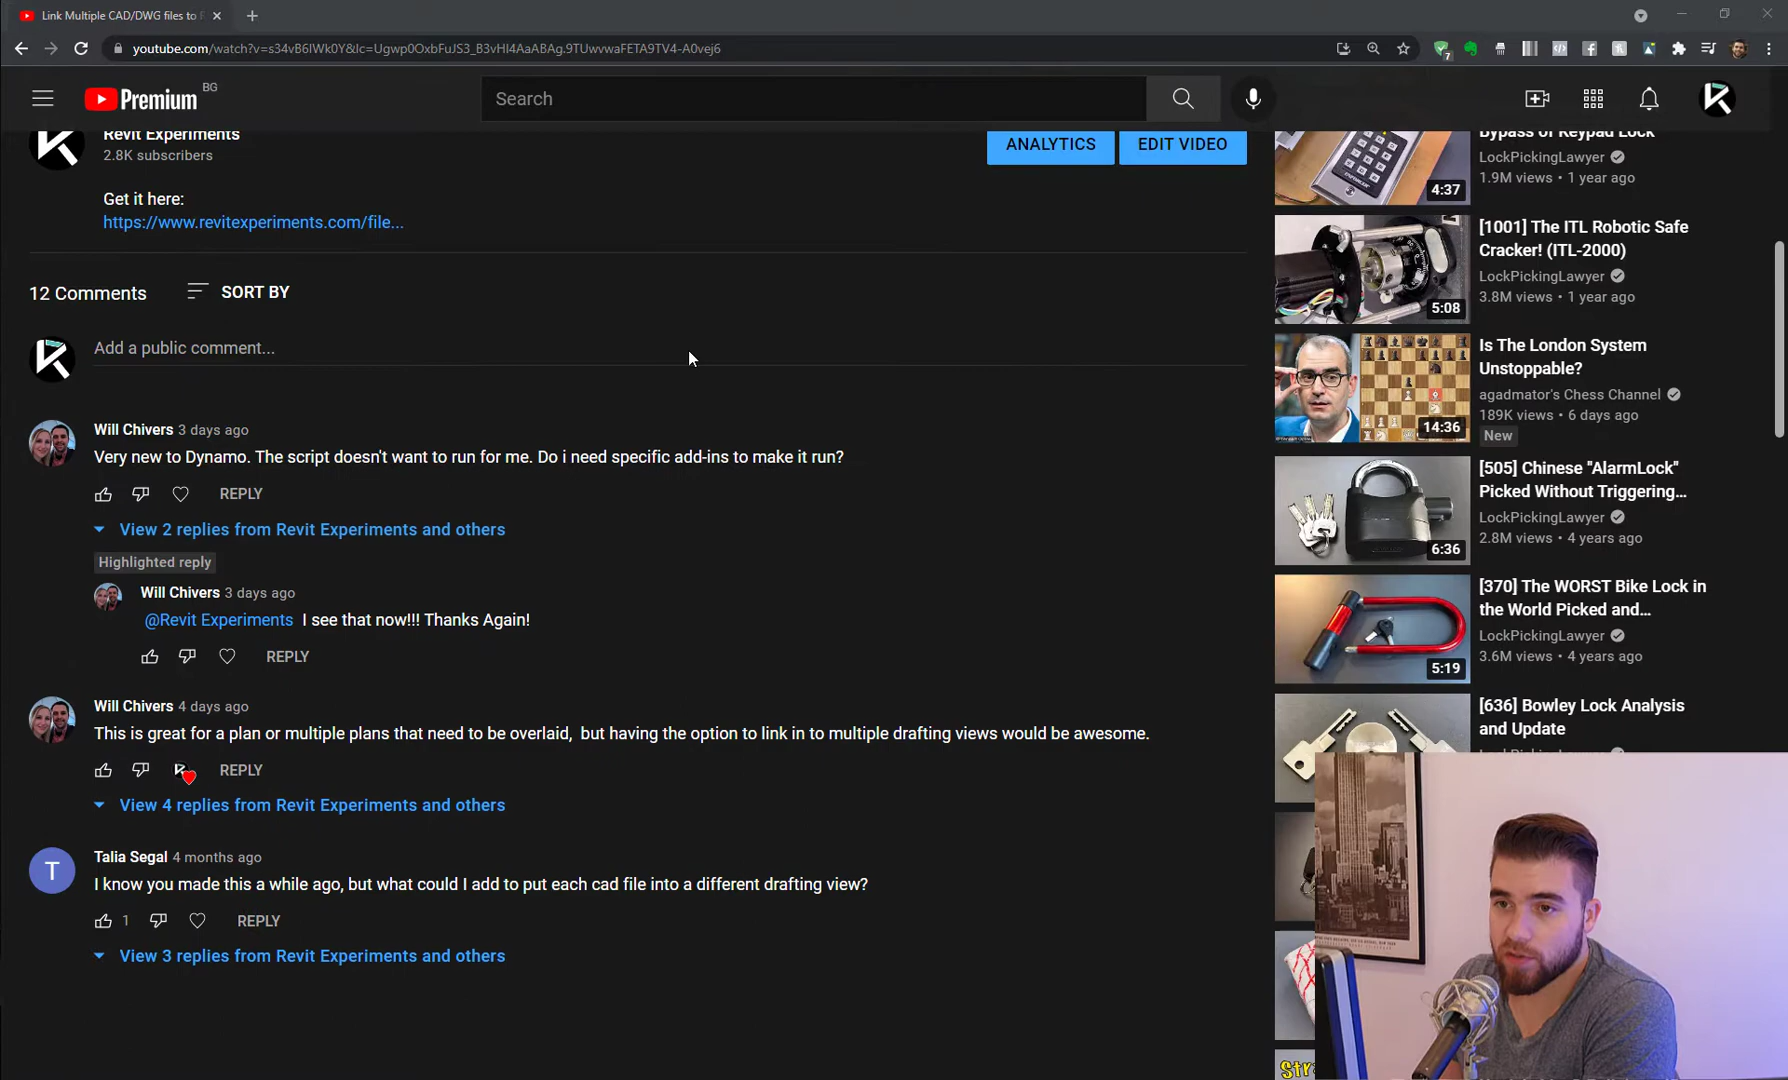 Link Multiple CAD/DWG files to R
youtube.com/watch?v=s34vB6IWk0Y&lc=Ugwp0OxbFuJS3_B3vHl4AaABAg.9TUwvwaFETA9TV4-A0vej6
7
Premium BG
Search
Revit Experiments
2.8K subscribers
ANALYTICS
EDIT VIDEO
Get it here:
https://www.revitexperiments.com/file...
12 Comments
SORT BY
Add a public comment...
Will Chivers 3 days ago
Very new to Dynamo. The script doesn't want to run for me. Do i need specific add-ins to make it run?
REPLY
View 2 replies from Revit Experiments and others
Highlighted reply
Will Chivers 3 days ago
@Revit Experiments I see that now!!! Thanks Again!
REPLY
Will Chivers 4 days ago
This is great for a plan or multiple plans that need to be overlaid, but having the option to link in to multiple drafting views would be awesome.
REPLY
View 4 replies from Revit Experiments and others
T
Talia Segal 4 months ago
I know you made this a while ago, but what could I add to put each cad file into a different drafting view?
1
REPLY
View 3 replies from Revit Experiments and others
Bypass of Keypad Lock
LockPickingLawyer
1.9M views • 1 year ago
4:37
[1001] The ITL Robotic Safe
Cracker! (ITL-2000)
LockPickingLawyer
3.8M views • 1 year ago
5:08
Is The London System
Unstoppable?
agadmator's Chess Channel
189K views • 6 days ago
New
14:36
[505] Chinese "AlarmLock"
Picked Without Triggering...
LockPickingLawyer
2.8M views • 4 years ago
6:36
[370] The WORST Bike Lock in
the World Picked and...
LockPickingLawyer
3.6M views • 4 years ago
5:19
[636] Bowley Lock Analysis
and Update